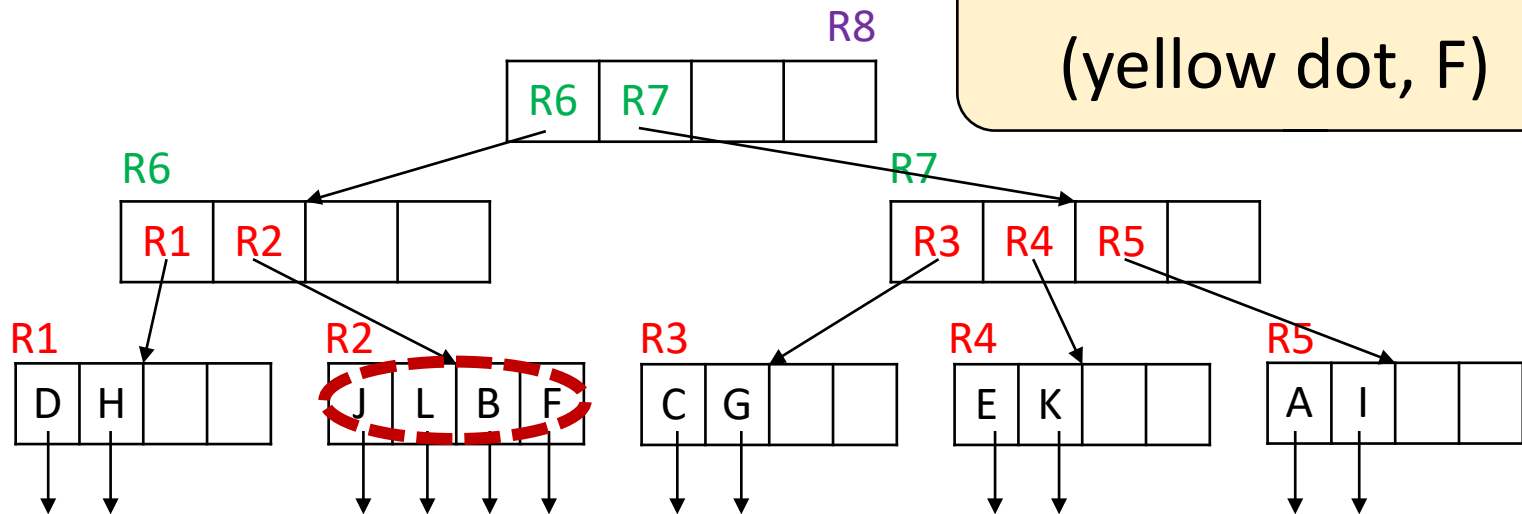 R8
(yellow dot, F)
R6 R7
R6 R7
R1 R2 R3 R4 R5
R1 R2 R3 R4 R5
D H J L B F C G E K A I